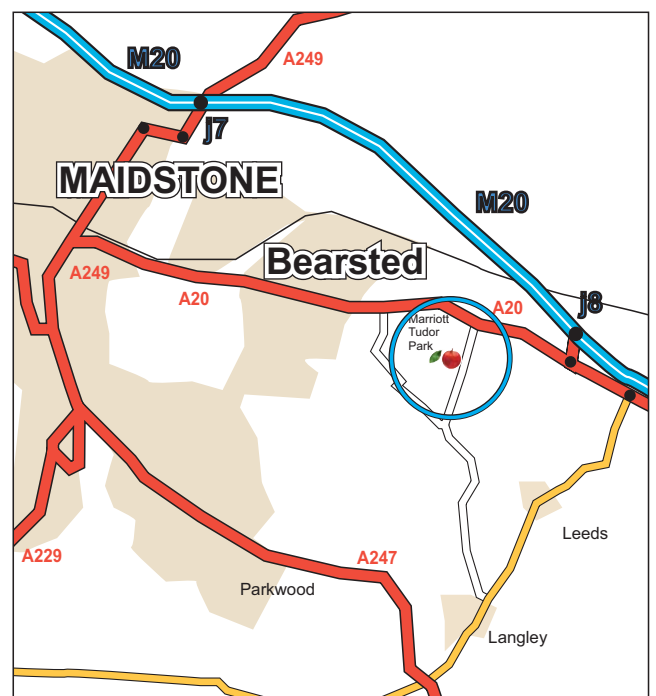 A249
M20
j7
MAIDSTONE
M20
Bearsted
A249
A20
j8
A20
Marriott
Tudor
Park
Leeds
A229
A247
Parkwood
Langley